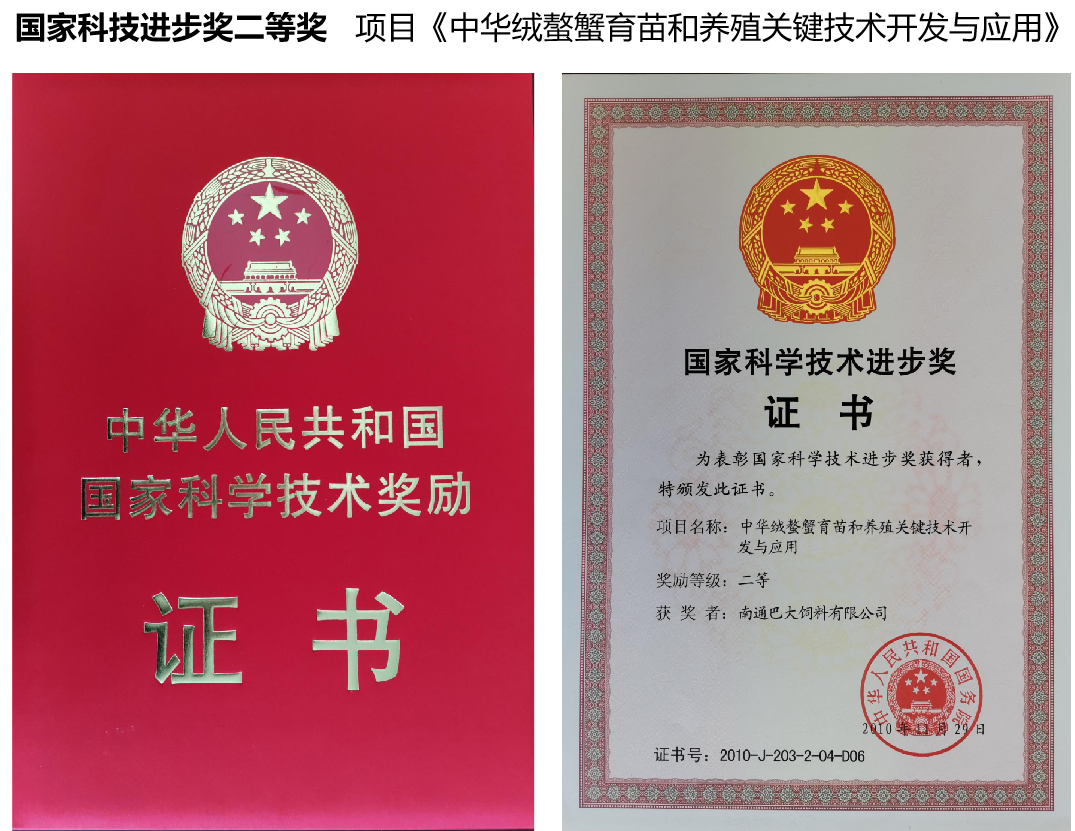 国家科技进步奖二等奖 项目《中华绒螯蟹育苗和养殖关键技术开发与应用》
中华人民共和国
国家科学技术奖励
证 书
国家科学技术进步奖
证 书
为表彰国家科学技术进步奖获得者，
特颁发此证书。
项目名称：中华绒螯蟹育苗和养殖关键技术开
发与应用
奖励等级：二等
获 奖 者：南通巴大饲料有限公司
中华人民共和国国务院
2010 年 11 月 29 日
证书号：2010-J-203-2-04-D06